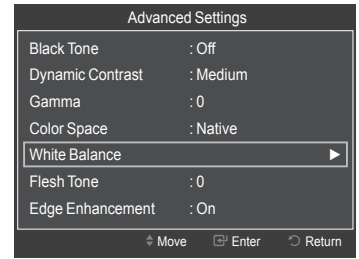 Advanced Settings
Black Tone : Off
Dynamic Contrast : Medium
Gamma : 0
Color Space : Native
White Balance
Flesh Tone : 0
Edge Enhancement : On
Move Enter Return